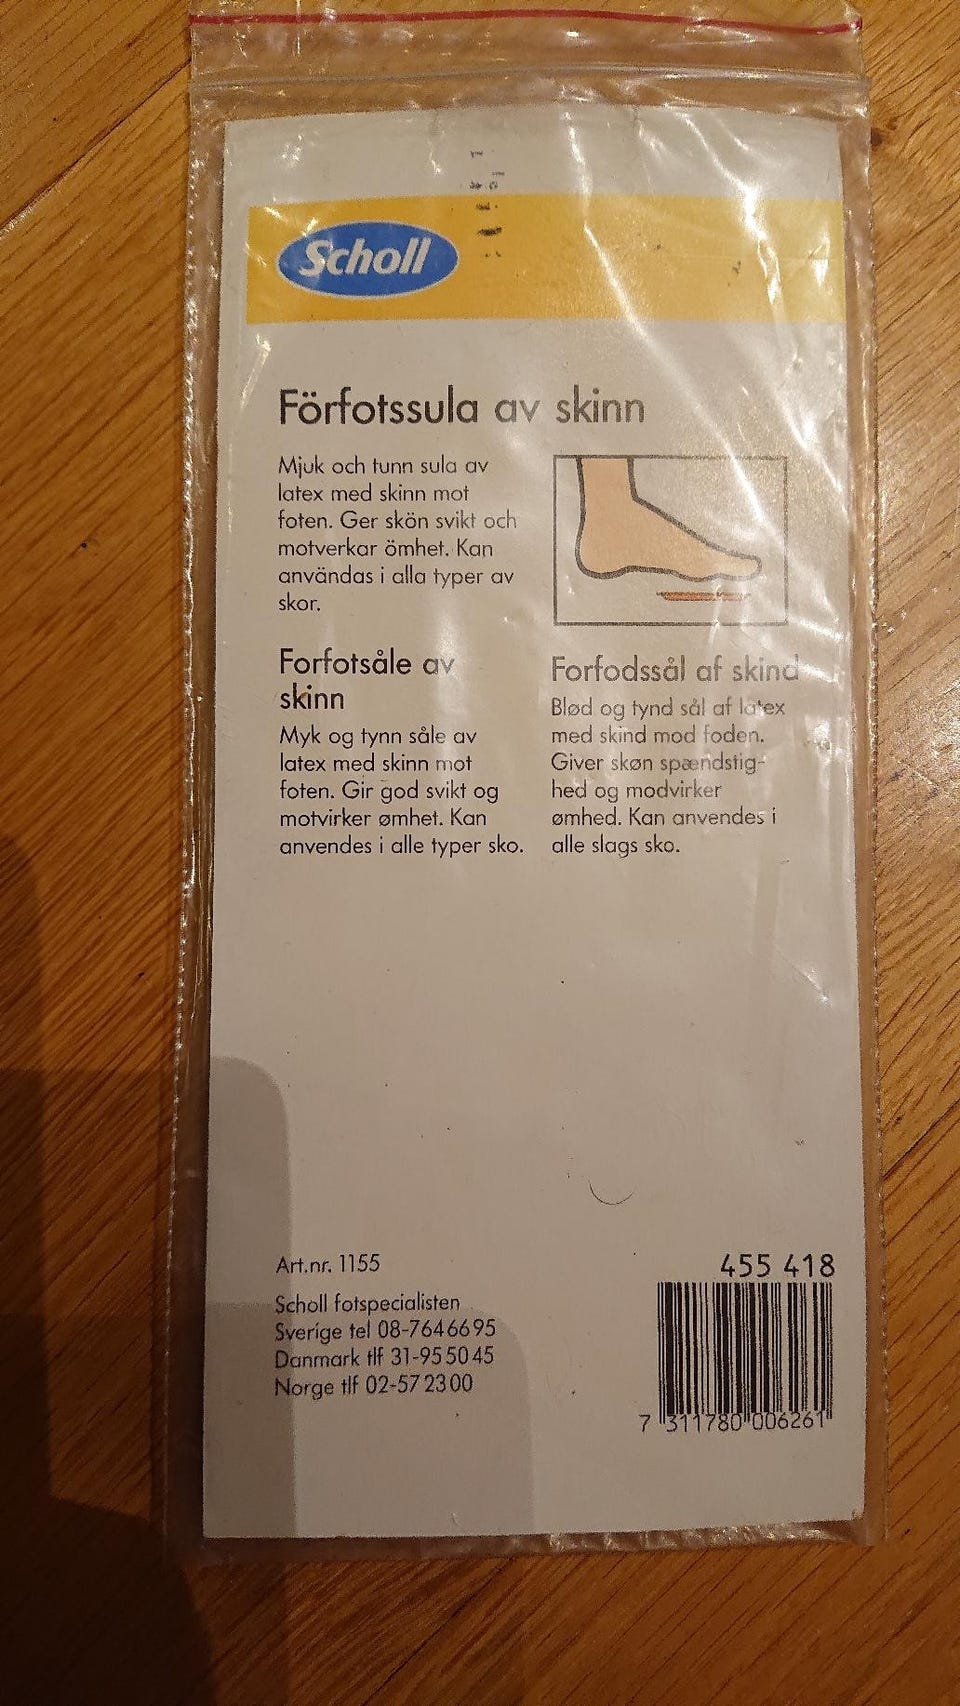 Scholl
Förfotssula av skinn
Mjuk och tunn sula av
latex med skinn mot
foten. Ger skön svikt och
motverkar ömhet. Kan
användas i alla typer av
skor.
Forfotsåle av
skinn
Myk og tynn såle av
latex med skinn mot
foten. Gir god svikt og
motvirker ømhet. Kan
anvendes i alle typer sko.
Forfodssål af skind
Blød og tynd sål af latex
med skind mod foden.
Giver skøn spændstig-
hed og modvirker
ømhed. Kan anvendes i
alle slags sko.
Art.nr. 1155
Scholl fotspecialisten
Sverige tel 08-7646695
Danmark tlf 31-955045
Norge tlf 02-572300
455 418
7 311780 006261